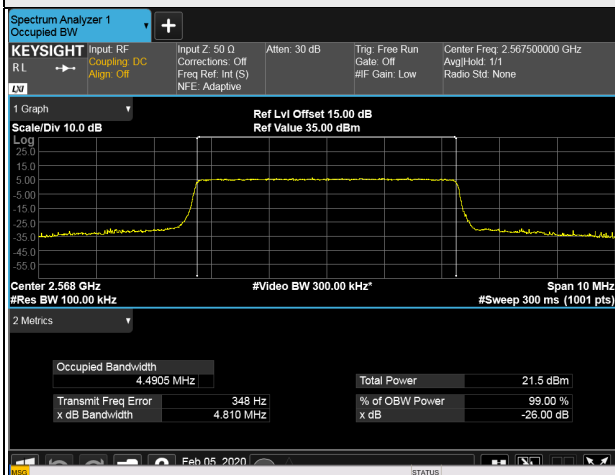 Spectrum Analyzer 1
Occupied BW
+
KEYSIGHT Input: RF Input Z: 50 Ω Atten: 30 dB Trig: Free Run Center Freq: 2.567500000 GHz
RL Coupling: DC Corrections: Off Gate: Off Avg|Hold: 1/1
Align: Off Freq Ref: Int (S) #IF Gain: Low Radio Std: None
LXI NFE: Adaptive
1 Graph
Ref Lvl Offset 15.00 dB
Scale/Div 10.0 dB Ref Value 35.00 dBm
Log
25.0
15.0
5.00
-5.00
-15.0
-25.0
-35.0
-45.0
-55.0
Center 2.568 GHz #Video BW 300.00 kHz* Span 10 MHz
#Res BW 100.00 kHz #Sweep 300 ms (1001 pts)
2 Metrics
Occupied Bandwidth
4.4905 MHz Total Power 21.5 dBm
Transmit Freq Error 348 Hz % of OBW Power 99.00 %
x dB Bandwidth 4.810 MHz x dB -26.00 dB
Feb 05, 2020
MSG STATUS